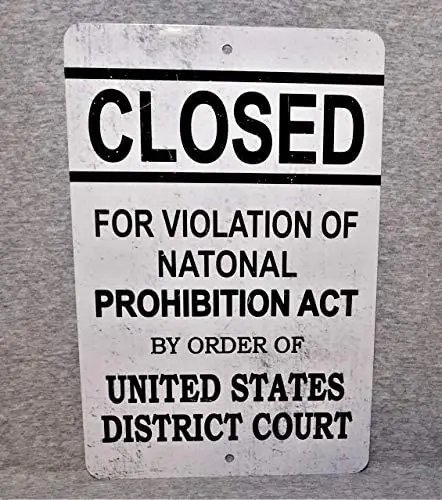 CLOSED
FOR VIOLATION OF
NATONAL
PROHIBITION ACT
BY ORDER OF
UNITED STATES
DISTRICT COURT